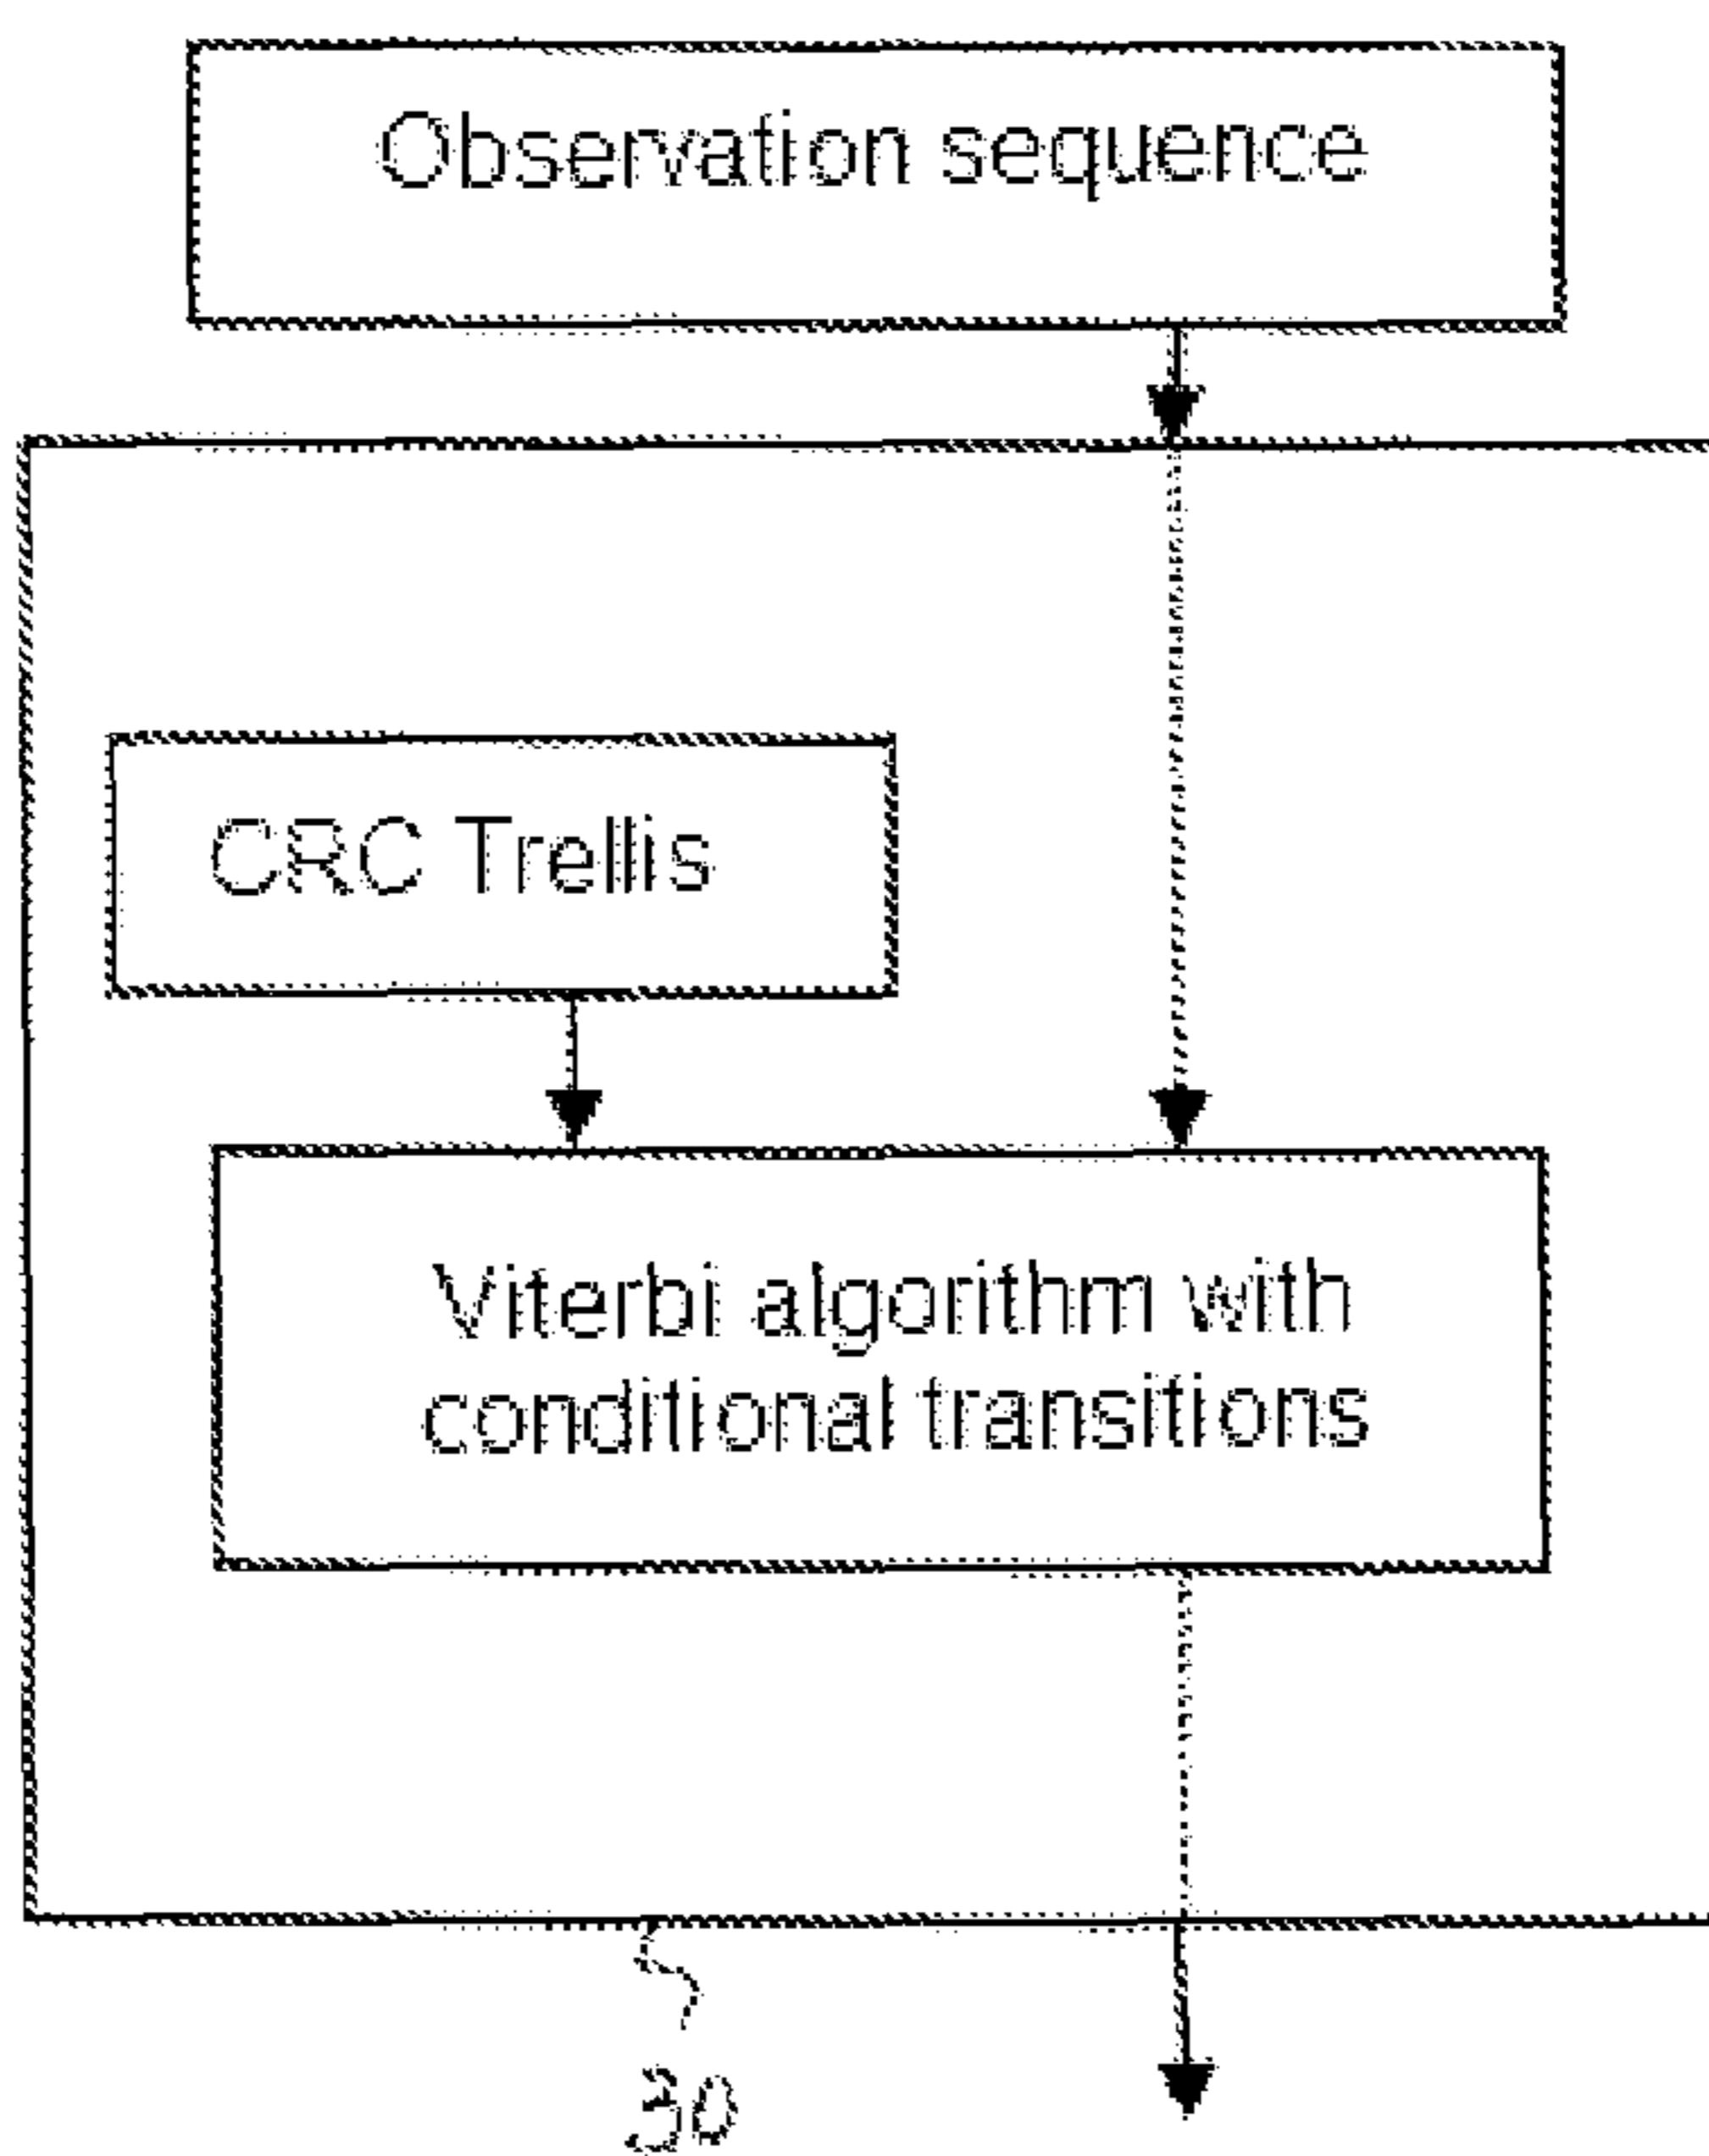 Observation sequence
CRC Trellis
Viterbi algorithm with
conditional transitions
30